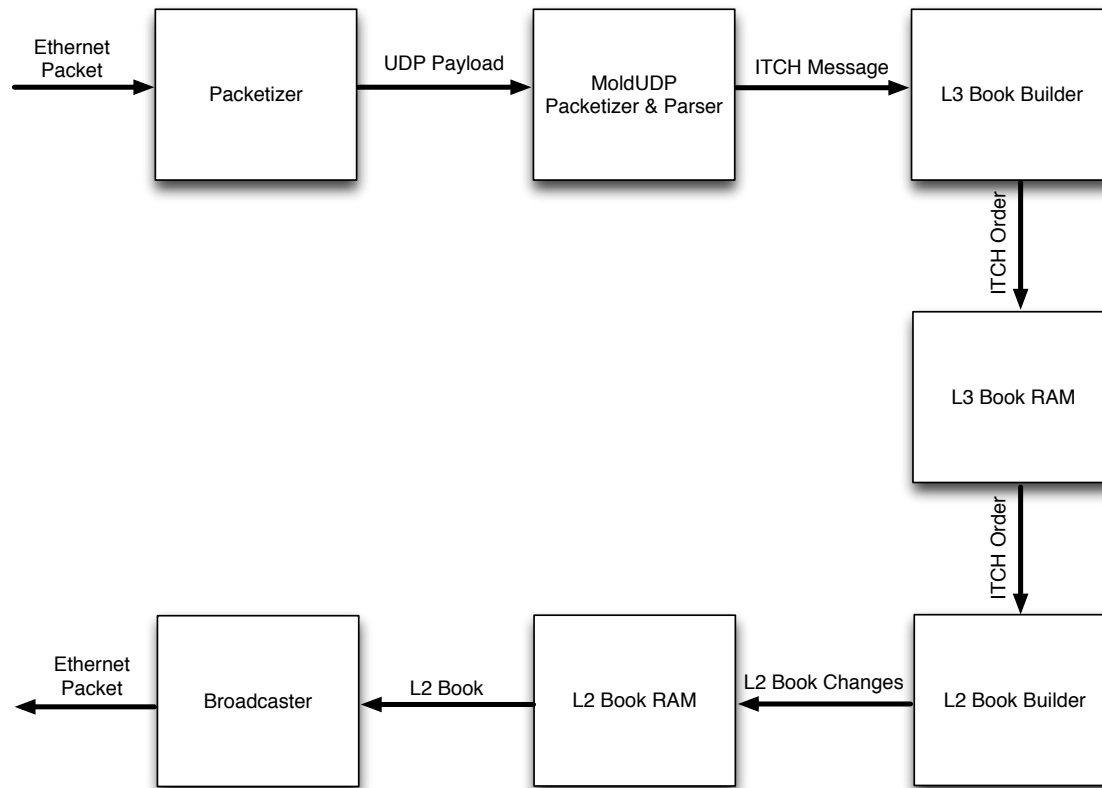 Ethernet
Packet
Packetizer
UDP Payload
MoldUDP
Packetizer & Parser
ITCH Message
L3 Book Builder
ITCH Order
L3 Book RAM
ITCH Order
L2 Book Builder
L2 Book Changes
L2 Book RAM
L2 Book
Broadcaster
Ethernet
Packet